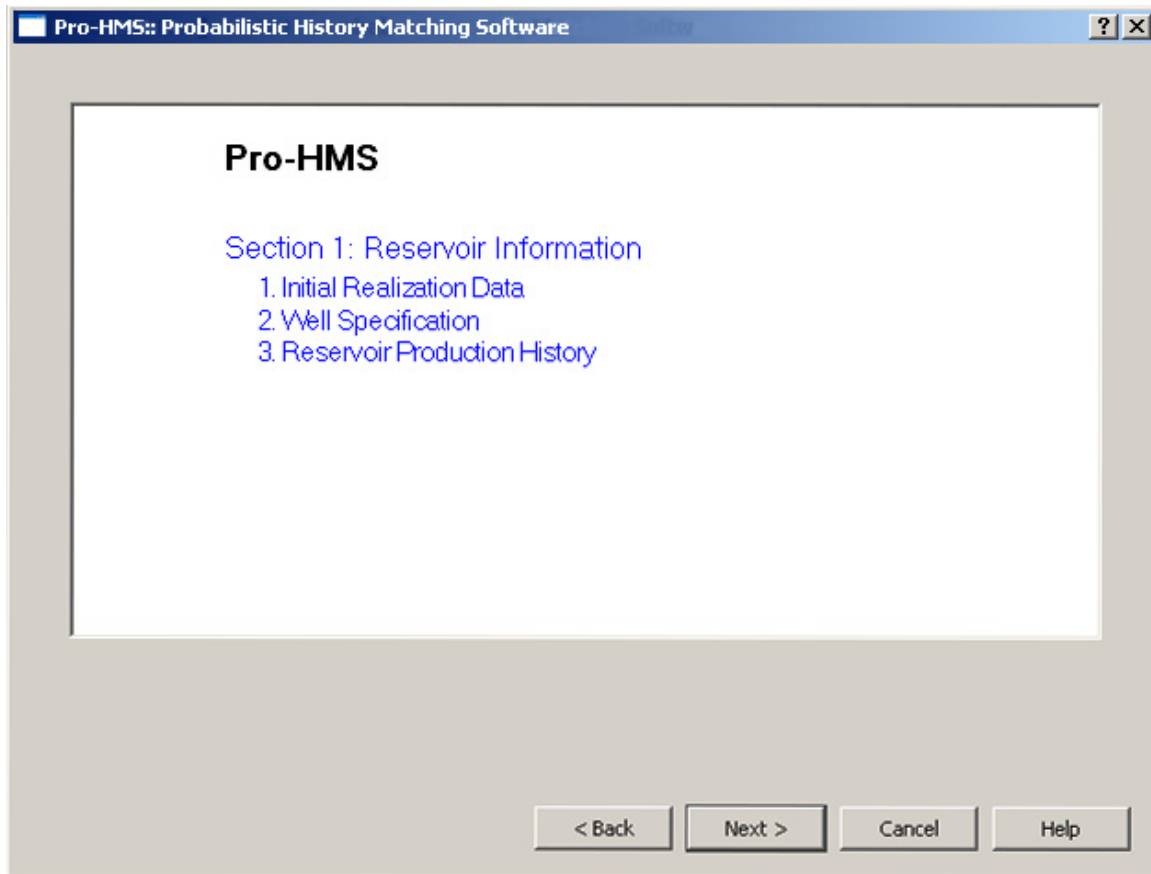 Pro-HMS:: Probabilistic History Matching Software
Pro-HMS
Section 1: Reservoir Information
1. Initial Realization Data
2. Well Specification
3. Reservoir Production History
< Back Next > Cancel Help